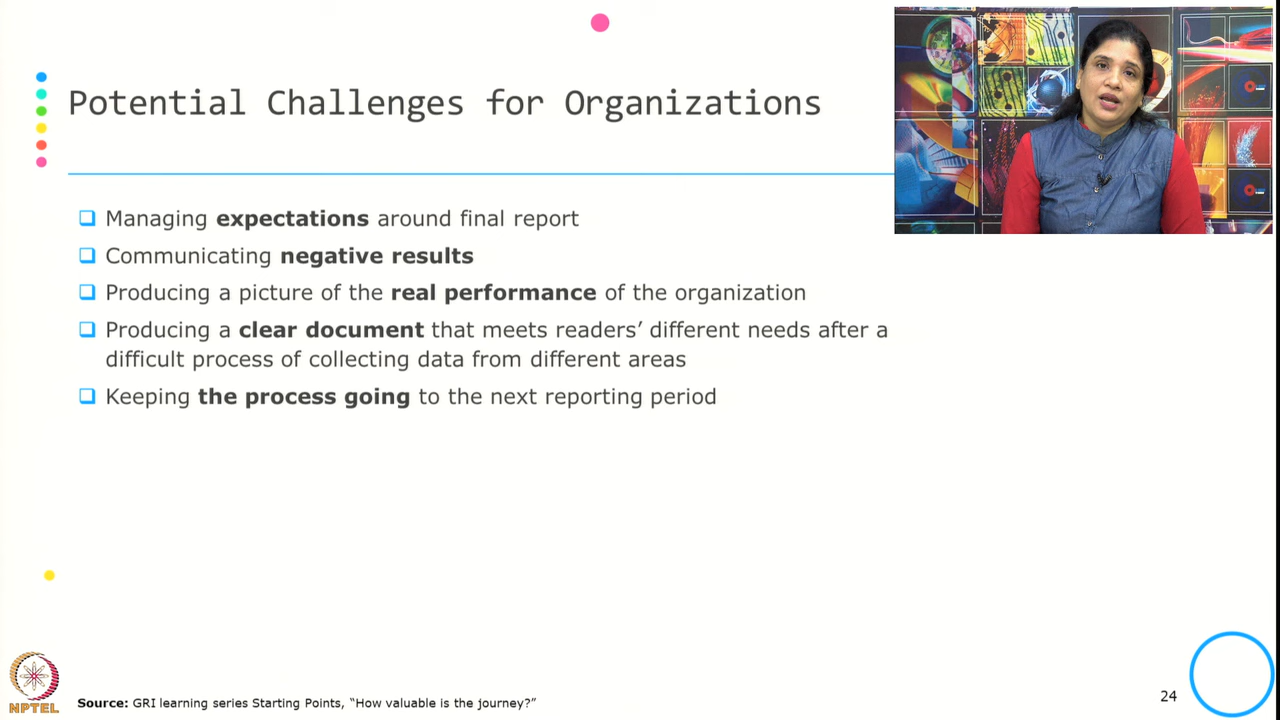 Potential Challenges for Organizations
Managing expectations around final report
Communicating negative results
Producing a picture of the real performance of the organization
Producing a clear document that meets readers’ different needs after a
difficult process of collecting data from different areas
Keeping the process going to the next reporting period
NPTEL
Source: GRI learning series Starting Points, “How valuable is the journey?”
24